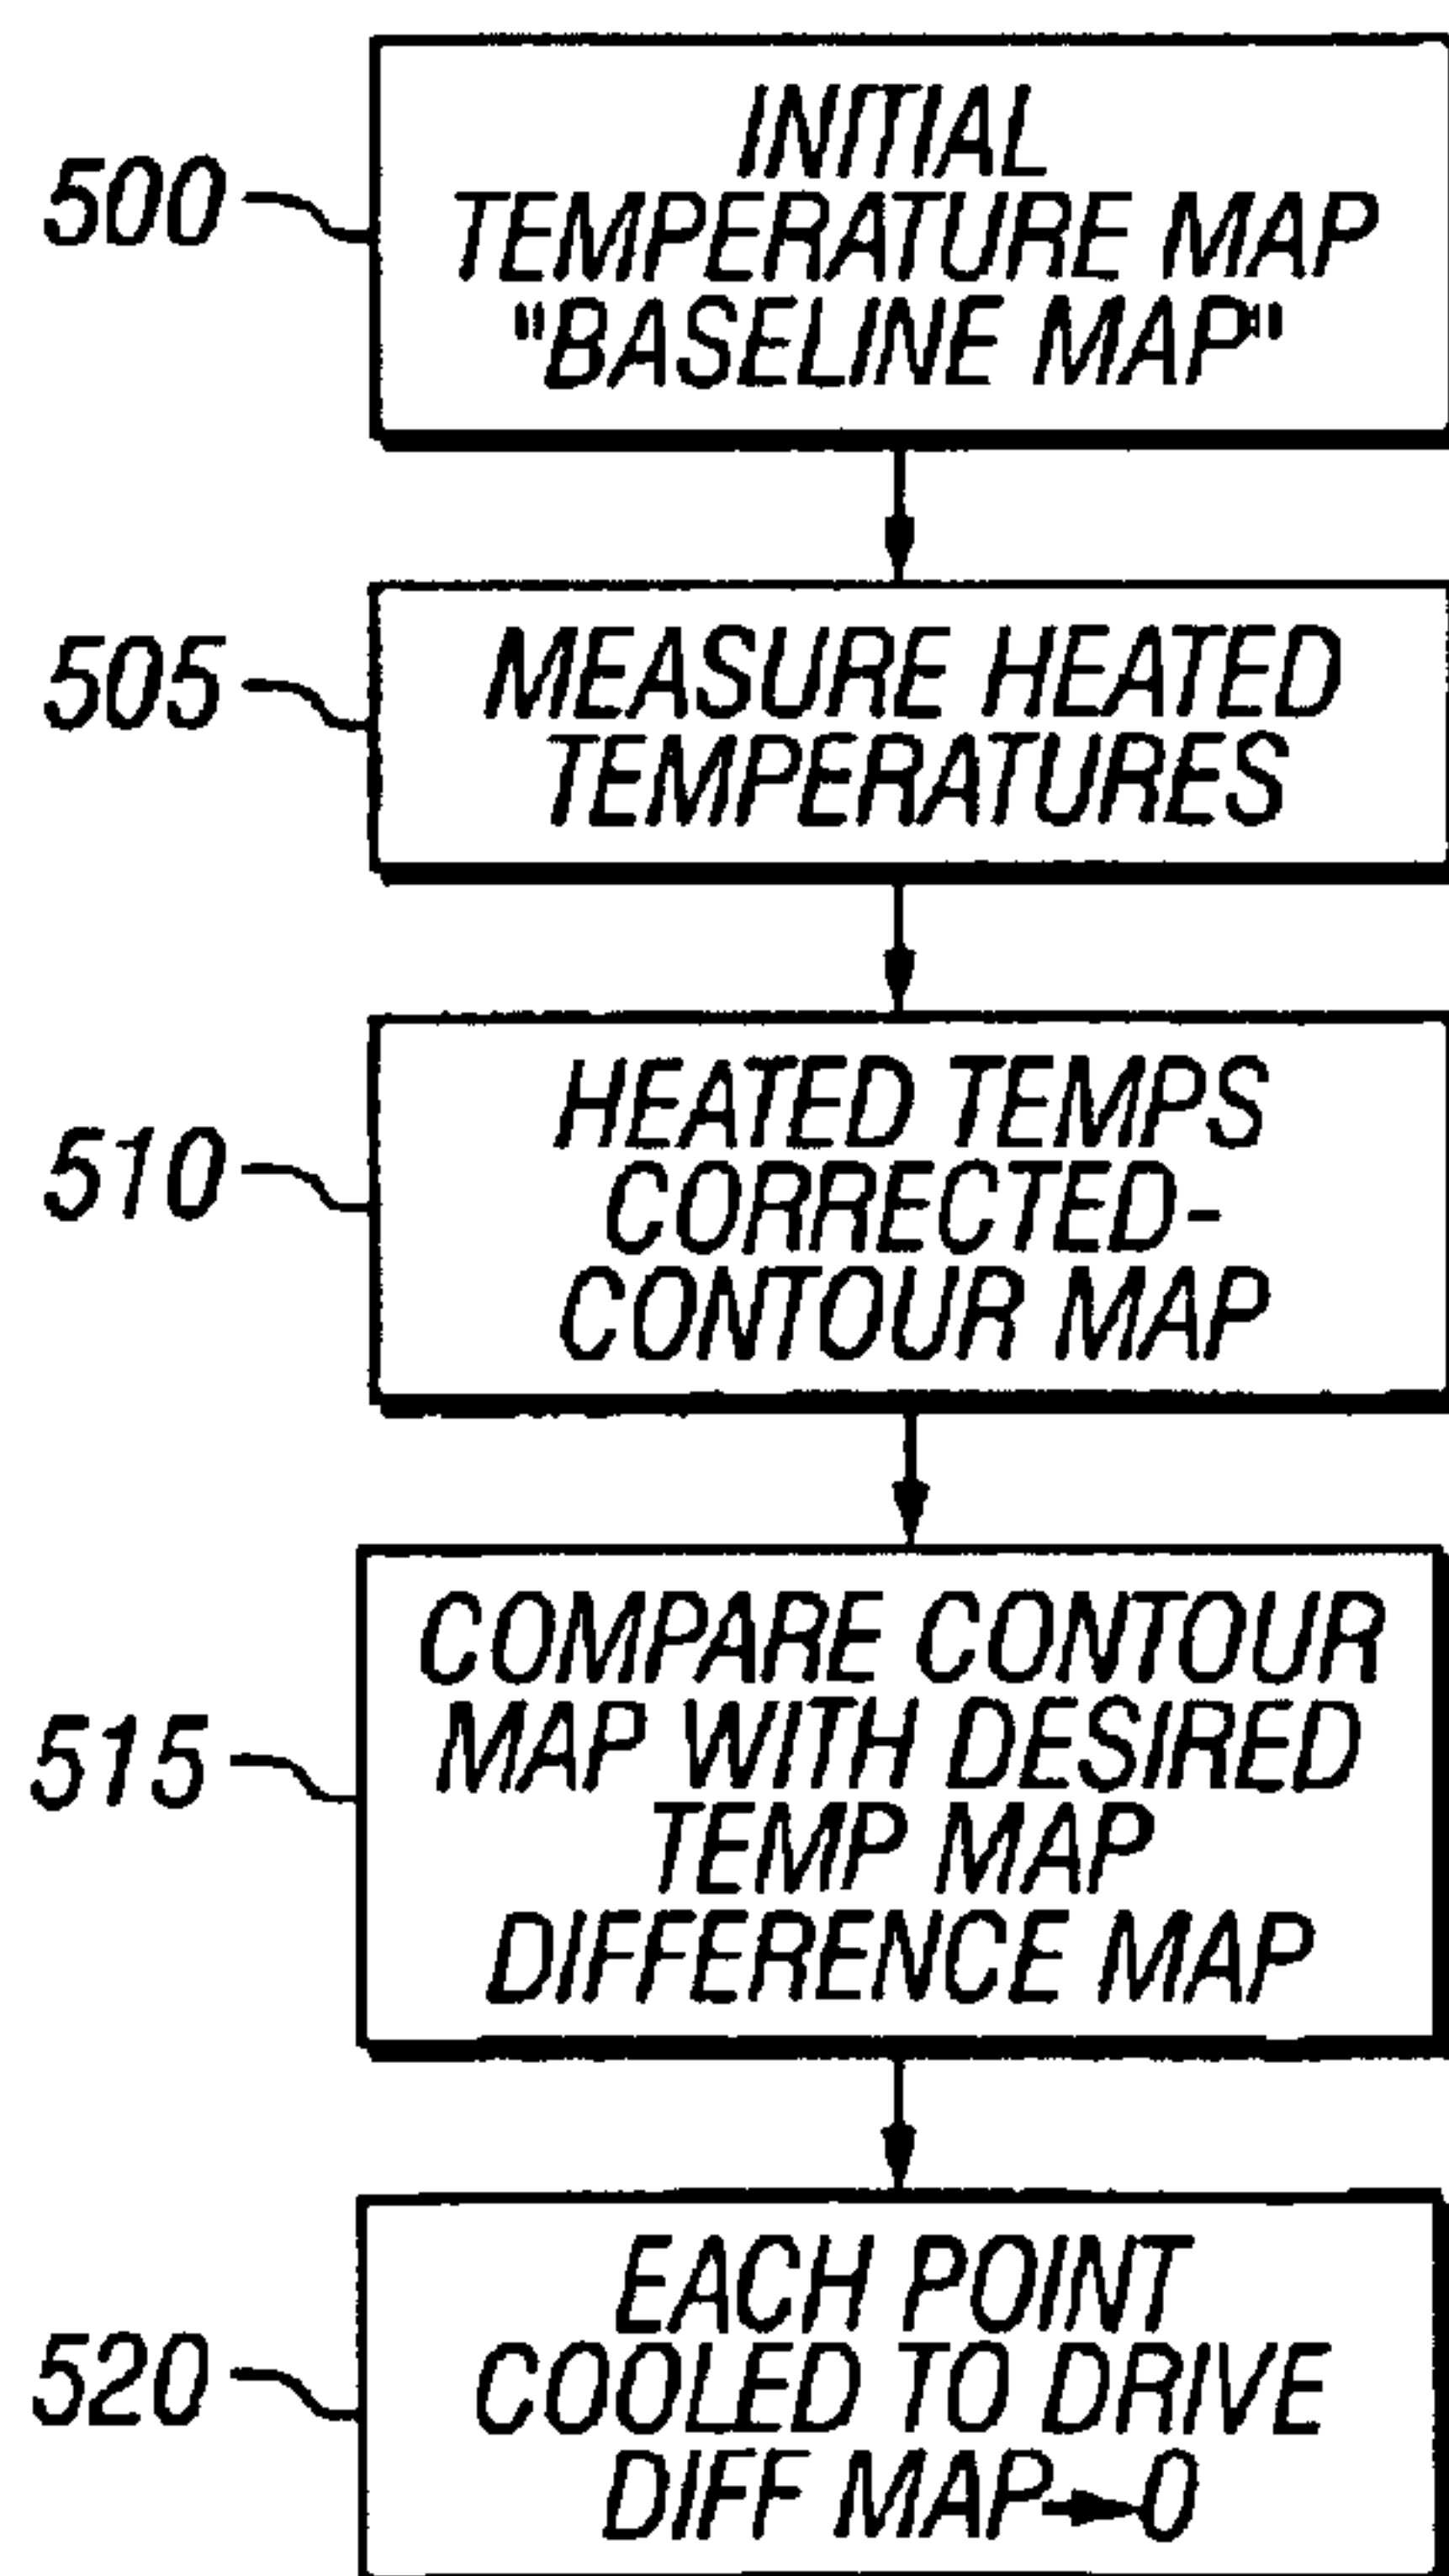 500
INITIAL
TEMPERATURE MAP
"BASELINE MAP"
505
MEASURE HEATED
TEMPERATURES
510
HEATED TEMPS
CORRECTED-
CONTOUR MAP
515
COMPARE CONTOUR
MAP WITH DESIRED
TEMP MAP
DIFFERENCE MAP
520
EACH POINT
COOLED TO DRIVE
DIFF MAP→0